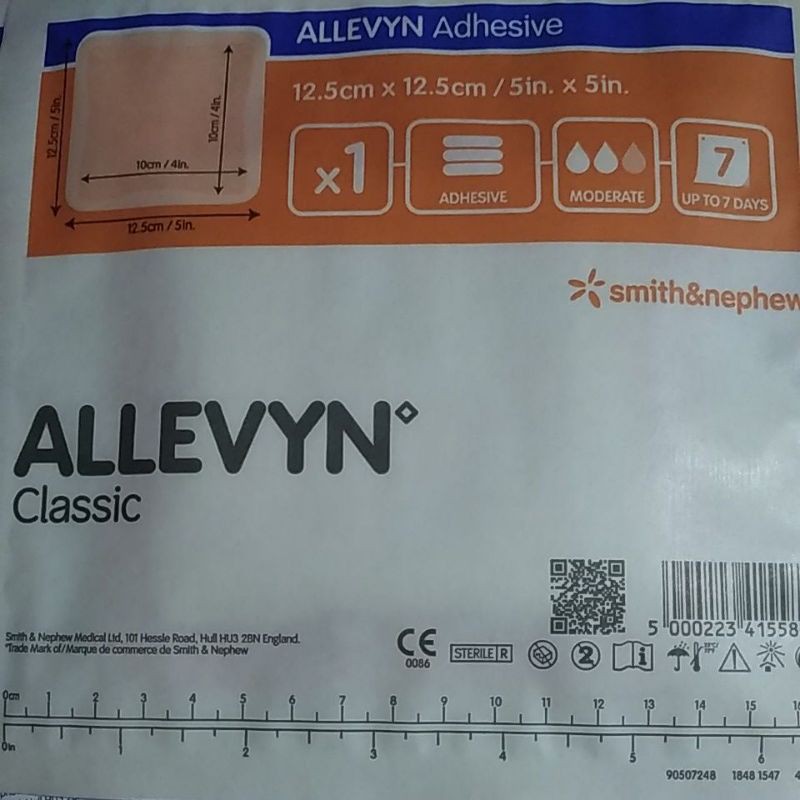 ALLEVYN Adhesive
12.5cm x 12.5cm / 5in. x 5in.
12.5cm / 5in.
10cm / 4in.
10cm / 4in.
12.5cm / 5in.
x1
ADHESIVE
MODERATE
7
UP TO 7 DAYS
smith&nephew
ALLEVYN◊
Classic
5 000223 41558
Smith & Nephew Medical Ltd, 101 Hessle Road, Hull HU3 2BN England.
◊Trade Mark of/Marque de commerce de Smith & Nephew
CE
0086
STERILE R
2
i
0cm 1 2 3 4 5 6 7 8 9 10 11 12 13 14 15
0in 1 2 3 4 5 6
90507248 1848 1547